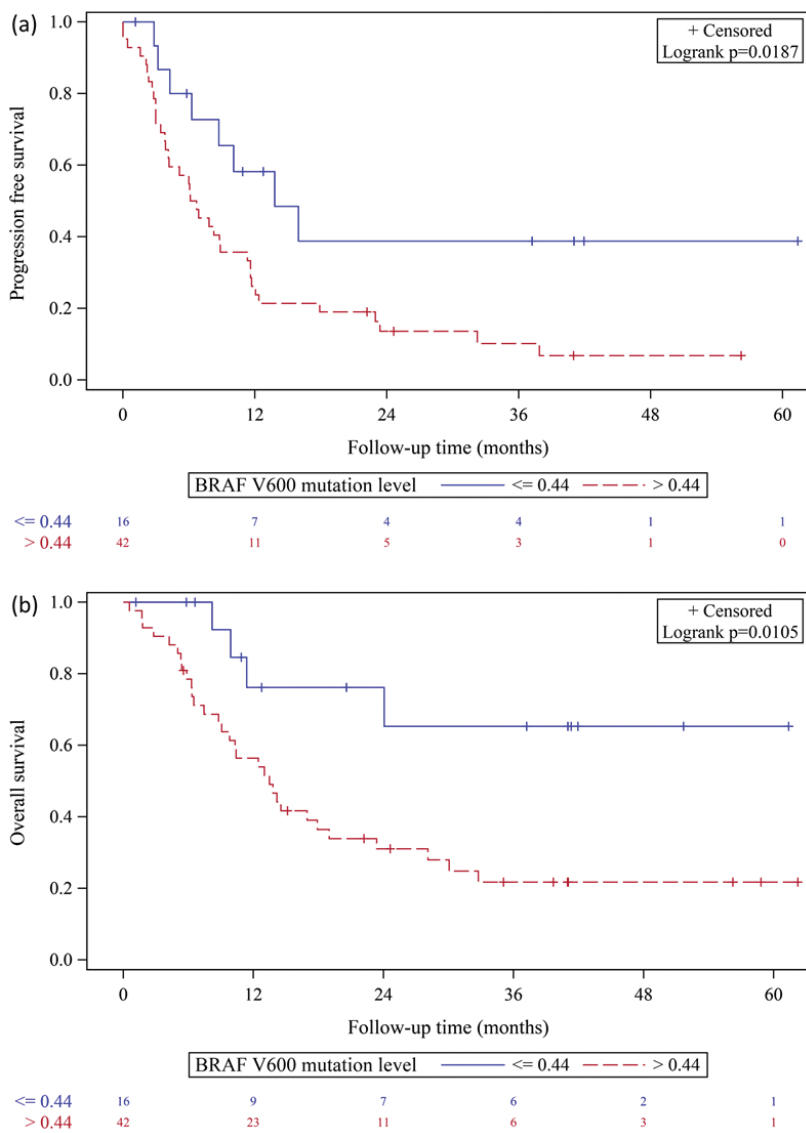 (a)
+ Censored
Logrank p=0.0187
1.0
0.8
0.6
0.4
0.2
0.0
Progression free survival
0 12 24 36 48 60
Follow-up time (months)
BRAF V600 mutation level <= 0.44 > 0.44
<= 0.44 16 7 4 4 1 1
> 0.44 42 11 5 3 1 0
(b)
+ Censored
Logrank p=0.0105
1.0
0.8
0.6
0.4
0.2
0.0
Overall survival
0 12 24 36 48 60
Follow-up time (months)
BRAF V600 mutation level <= 0.44 > 0.44
<= 0.44 16 9 7 6 2 1
> 0.44 42 23 11 6 3 1